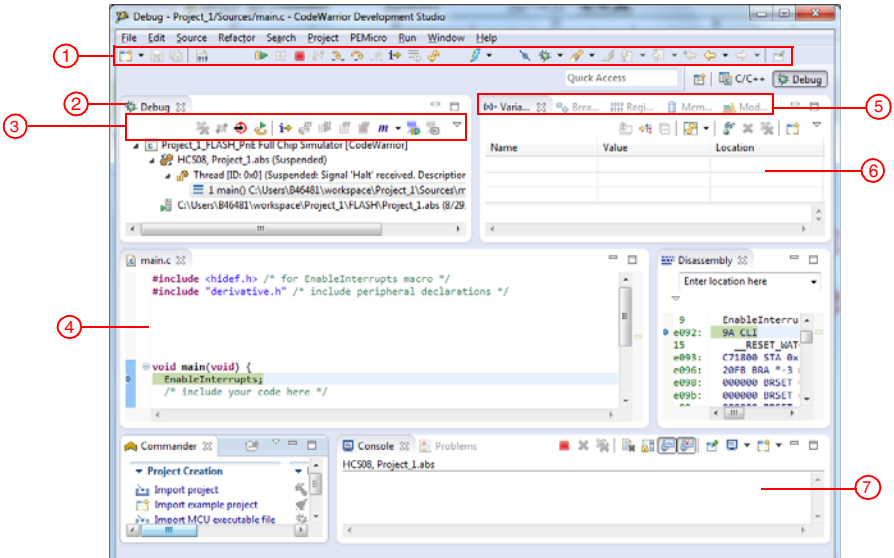 Debug - Project_1/Sources/main.c - CodeWarrior Development Studio
File Edit Source Refactor Search Project PEMicro Run Window Help
1
Quick Access
C/C++
Debug
2
Debug
3
Project_1_FLASH_PnE Full Chip Simulator [CodeWarrior]
HCS08, Project_1.abs (Suspended)
Thread [ID: 0x0] (Suspended: Signal 'Halt' received. Description
1 main() C:\Users\B46481\workspace\Project_1\Sources\m
C:\Users\B46481\workspace\Project_1\FLASH\Project_1.abs (8/29.
(x)= Varia...
Brea...
Regi...
Mem...
Mod...
5
Name Value Location
6
main.c
#include <hidef.h> /* for EnableInterrupts macro */
#include "derivative.h" /* include peripheral declarations */
4
void main(void) {
EnableInterrupts;
/* include your code here */
Disassembly
Enter location here
9 EnableInterru
e092: 9A CLI
15 __RESET_WAT
e093: C71800 STA 0x
e096: 20FB BRA *-3
e098: 000000 BRSET
e09b: 000000 BRSET
Commander
Project Creation
Import project
Import example project
Import MCU executable file
Console
Problems
HCS08, Project_1.abs
7